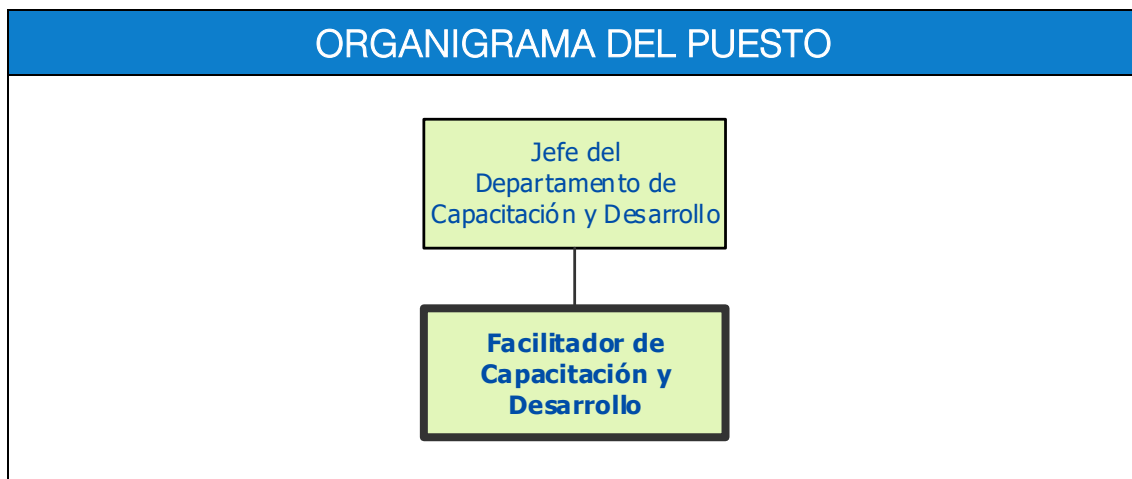 ORGANIGRAMA DEL PUESTO
Jefe del
Departamento de
Capacitación y Desarrollo
Facilitador de
Capacitación y
Desarrollo